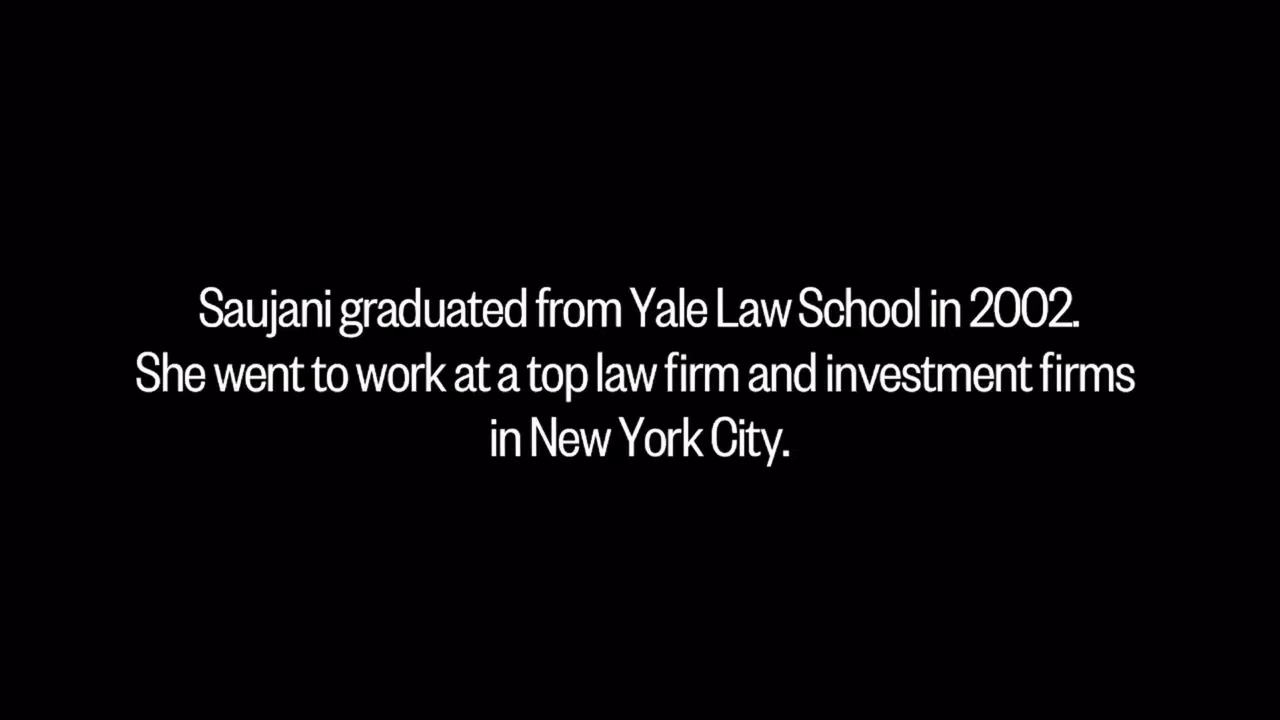 Saujani graduated from Yale Law School in 2002.
She went to work at a top law firm and investment firms
in New York City.